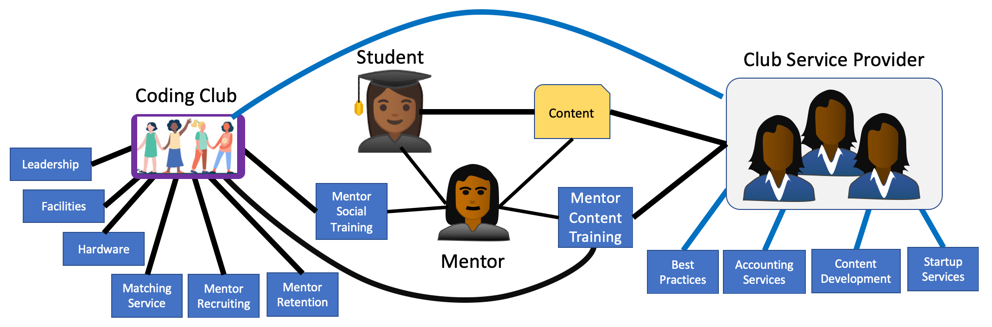 Student
Club Service Provider
Coding Club
Content
Leadership
Facilities
Hardware
Mentor
Social
Training
Mentor
Content
Training
Mentor
Matching
Service
Mentor
Recruiting
Mentor
Retention
Best
Practices
Accounting
Services
Content
Development
Startup
Services